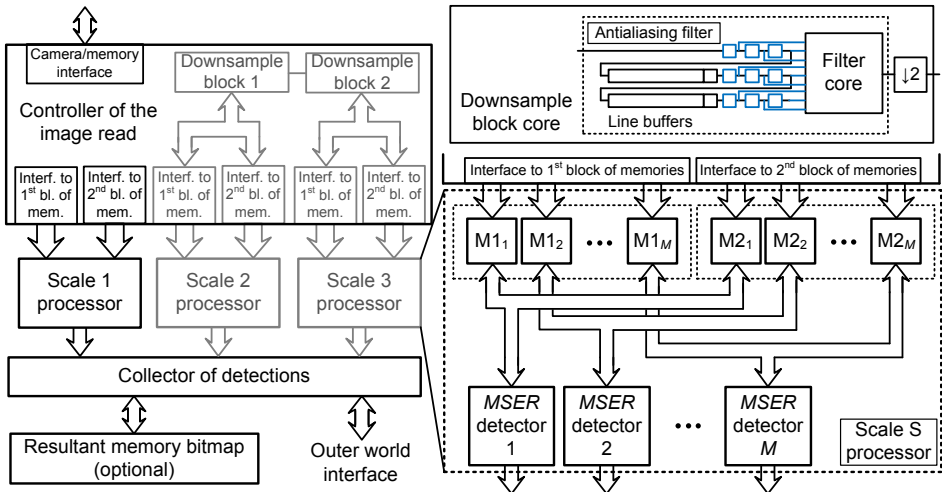 Camera/memory
interface
Controller of the
image read
Downsample
block 1
Downsample
block 2
Interf. to
1st bl. of
mem.
Interf. to
2nd bl. of
mem.
Interf. to
1st bl. of
mem.
Interf. to
2nd bl. of
mem.
Interf. to
1st bl. of
mem.
Interf. to
2nd bl. of
mem.
Scale 1
processor
Scale 2
processor
Scale 3
processor
Collector of detections
Resultant memory bitmap
(optional)
Outer world
interface
Antialiasing filter
Filter
core
↓2
Downsample
block core
Line buffers
Interface to 1st block of memories
Interface to 2nd block of memories
M1₁
M1₂
•••
M1M
M2₁
M2₂
•••
M2M
MSER
detector
1
MSER
detector
2
•••
MSER
detector
M
Scale S
processor